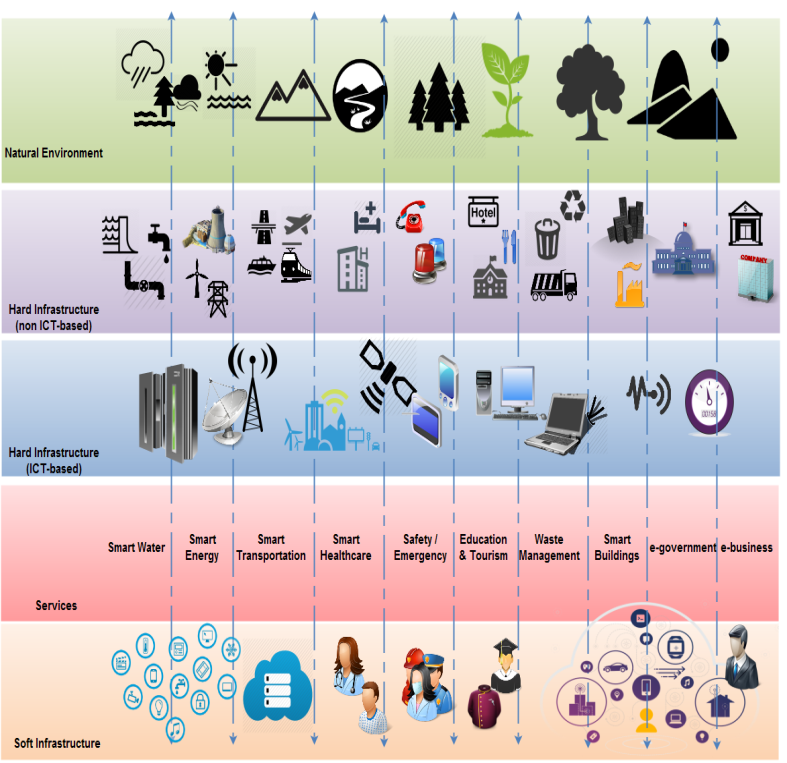 Natural Environment
Hotel
$
H
COMPANY
Hard Infrastructure
(non ICT-based)
00158
Hard Infrastructure
(ICT-based)
Smart Water
Smart
Energy
Smart
Transportation
Smart
Healthcare
Safety /
Emergency
Education
& Tourism
Waste
Management
Smart
Buildings
e-government
e-business
Services
Soft Infrastructure